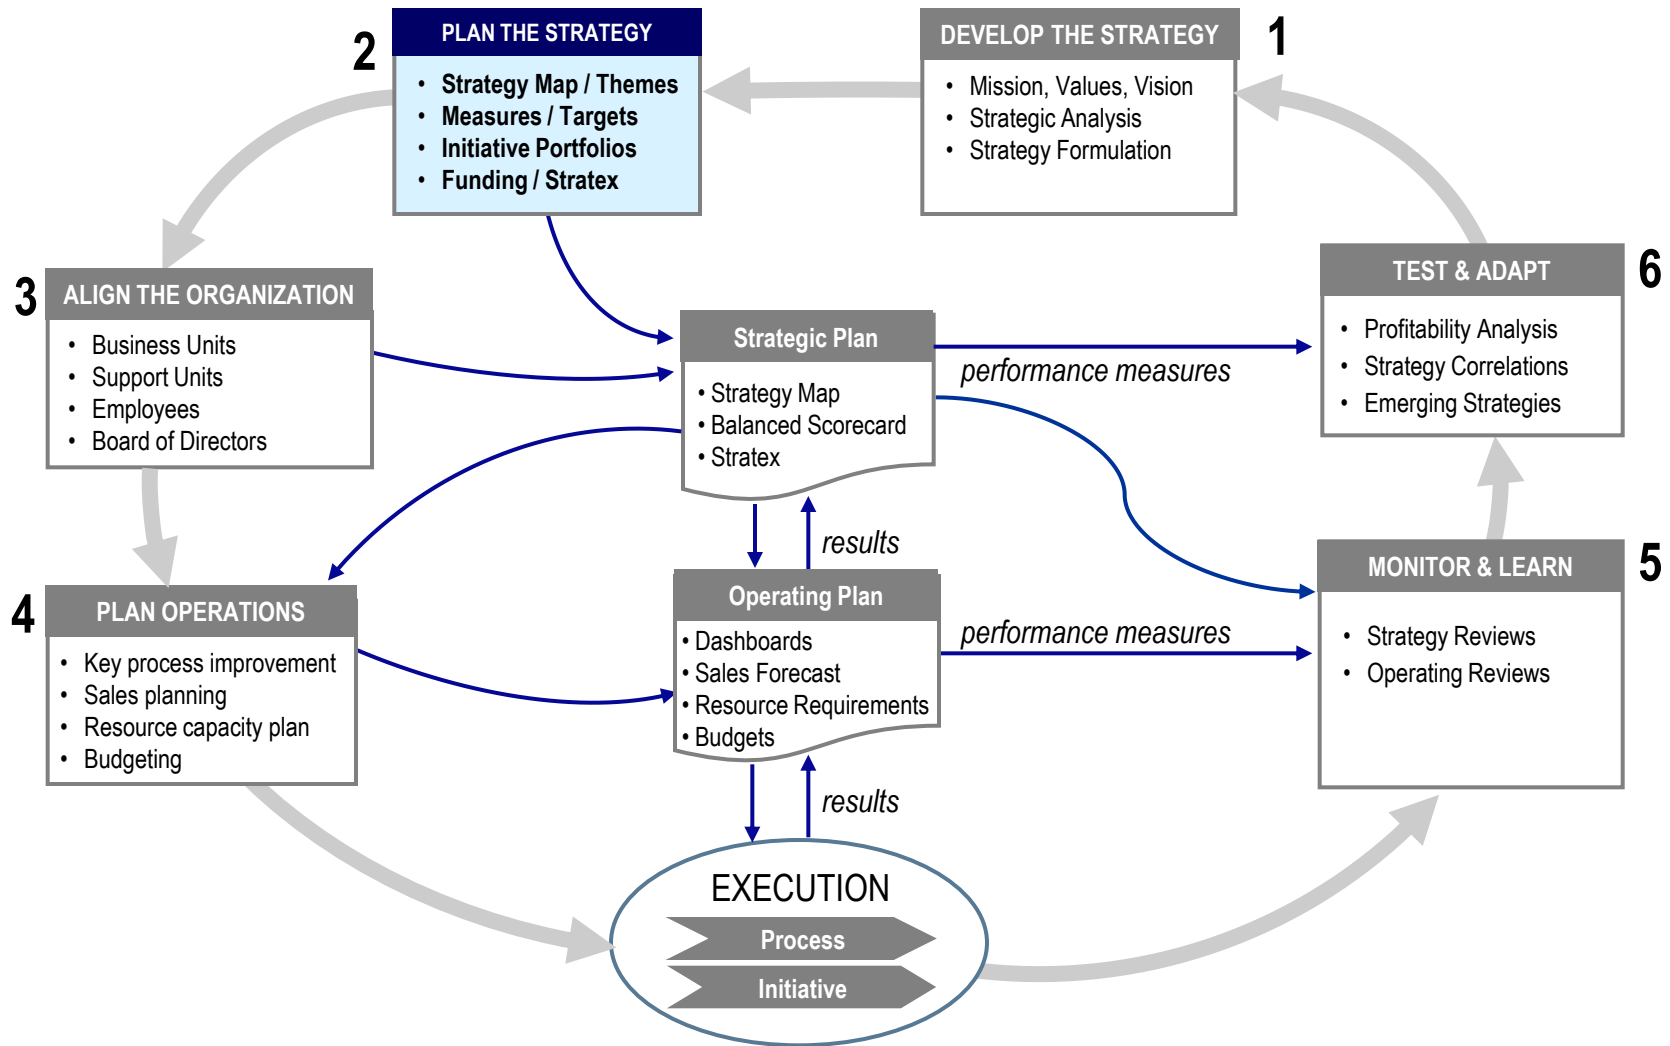 2
PLAN THE STRATEGY
• Strategy Map / Themes
• Measures / Targets
• Initiative Portfolios
• Funding / Stratex
DEVELOP THE STRATEGY
1
• Mission, Values, Vision
• Strategic Analysis
• Strategy Formulation
3
ALIGN THE ORGANIZATION
• Business Units
• Support Units
• Employees
• Board of Directors
Strategic Plan
• Strategy Map
• Balanced Scorecard
• Stratex
performance measures
TEST & ADAPT
6
• Profitability Analysis
• Strategy Correlations
• Emerging Strategies
results
4
PLAN OPERATIONS
• Key process improvement
• Sales planning
• Resource capacity plan
• Budgeting
Operating Plan
• Dashboards
• Sales Forecast
• Resource Requirements
• Budgets
performance measures
MONITOR & LEARN
5
• Strategy Reviews
• Operating Reviews
results
EXECUTION
Process
Initiative